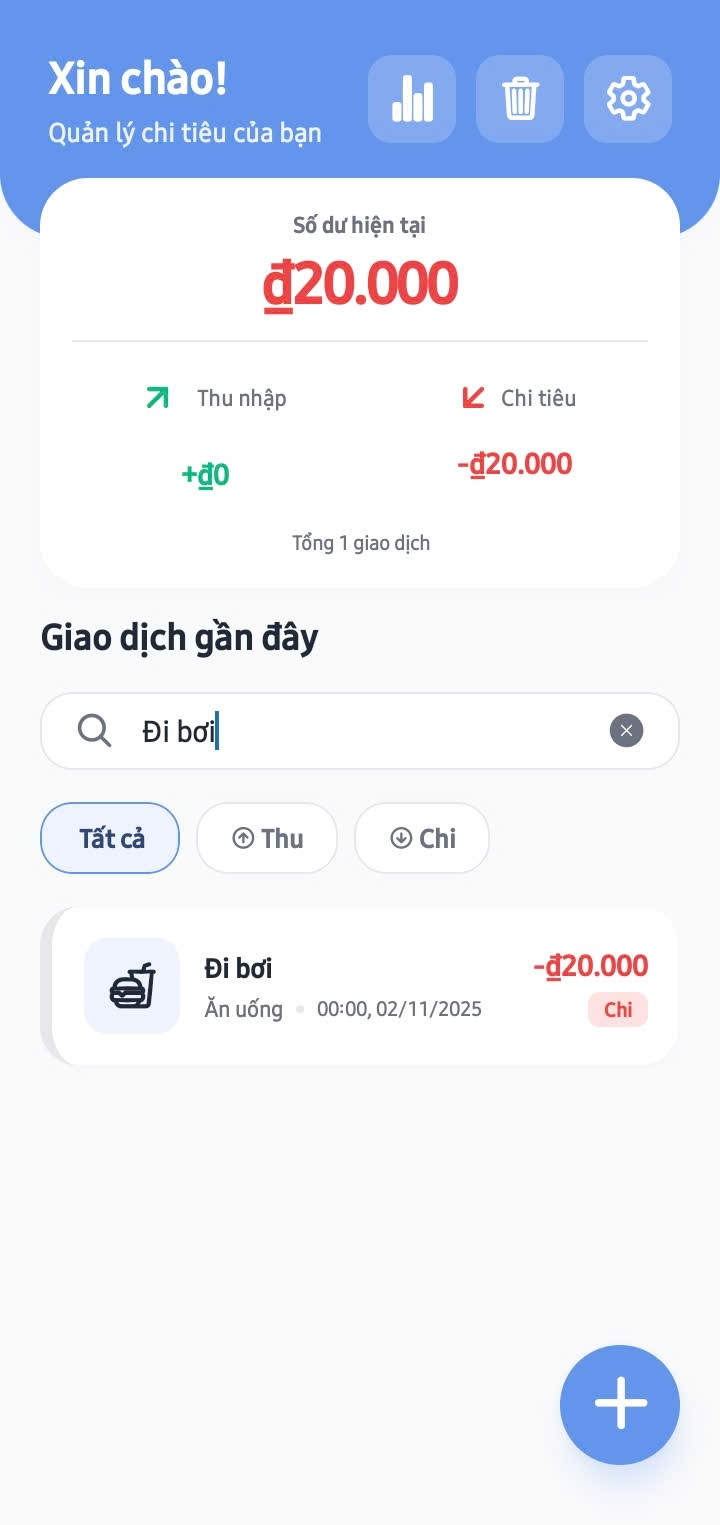 Xin chào!
Quản lý chi tiêu của bạn
Số dư hiện tại
₫20.000
Thu nhập
Chi tiêu
+₫0
-₫20.000
Tổng 1 giao dịch
Giao dịch gần đây
Đi bơi
Tất cả
Thu
Chi
Đi bơi
-₫20.000
Ăn uống
00:00, 02/11/2025
Chi